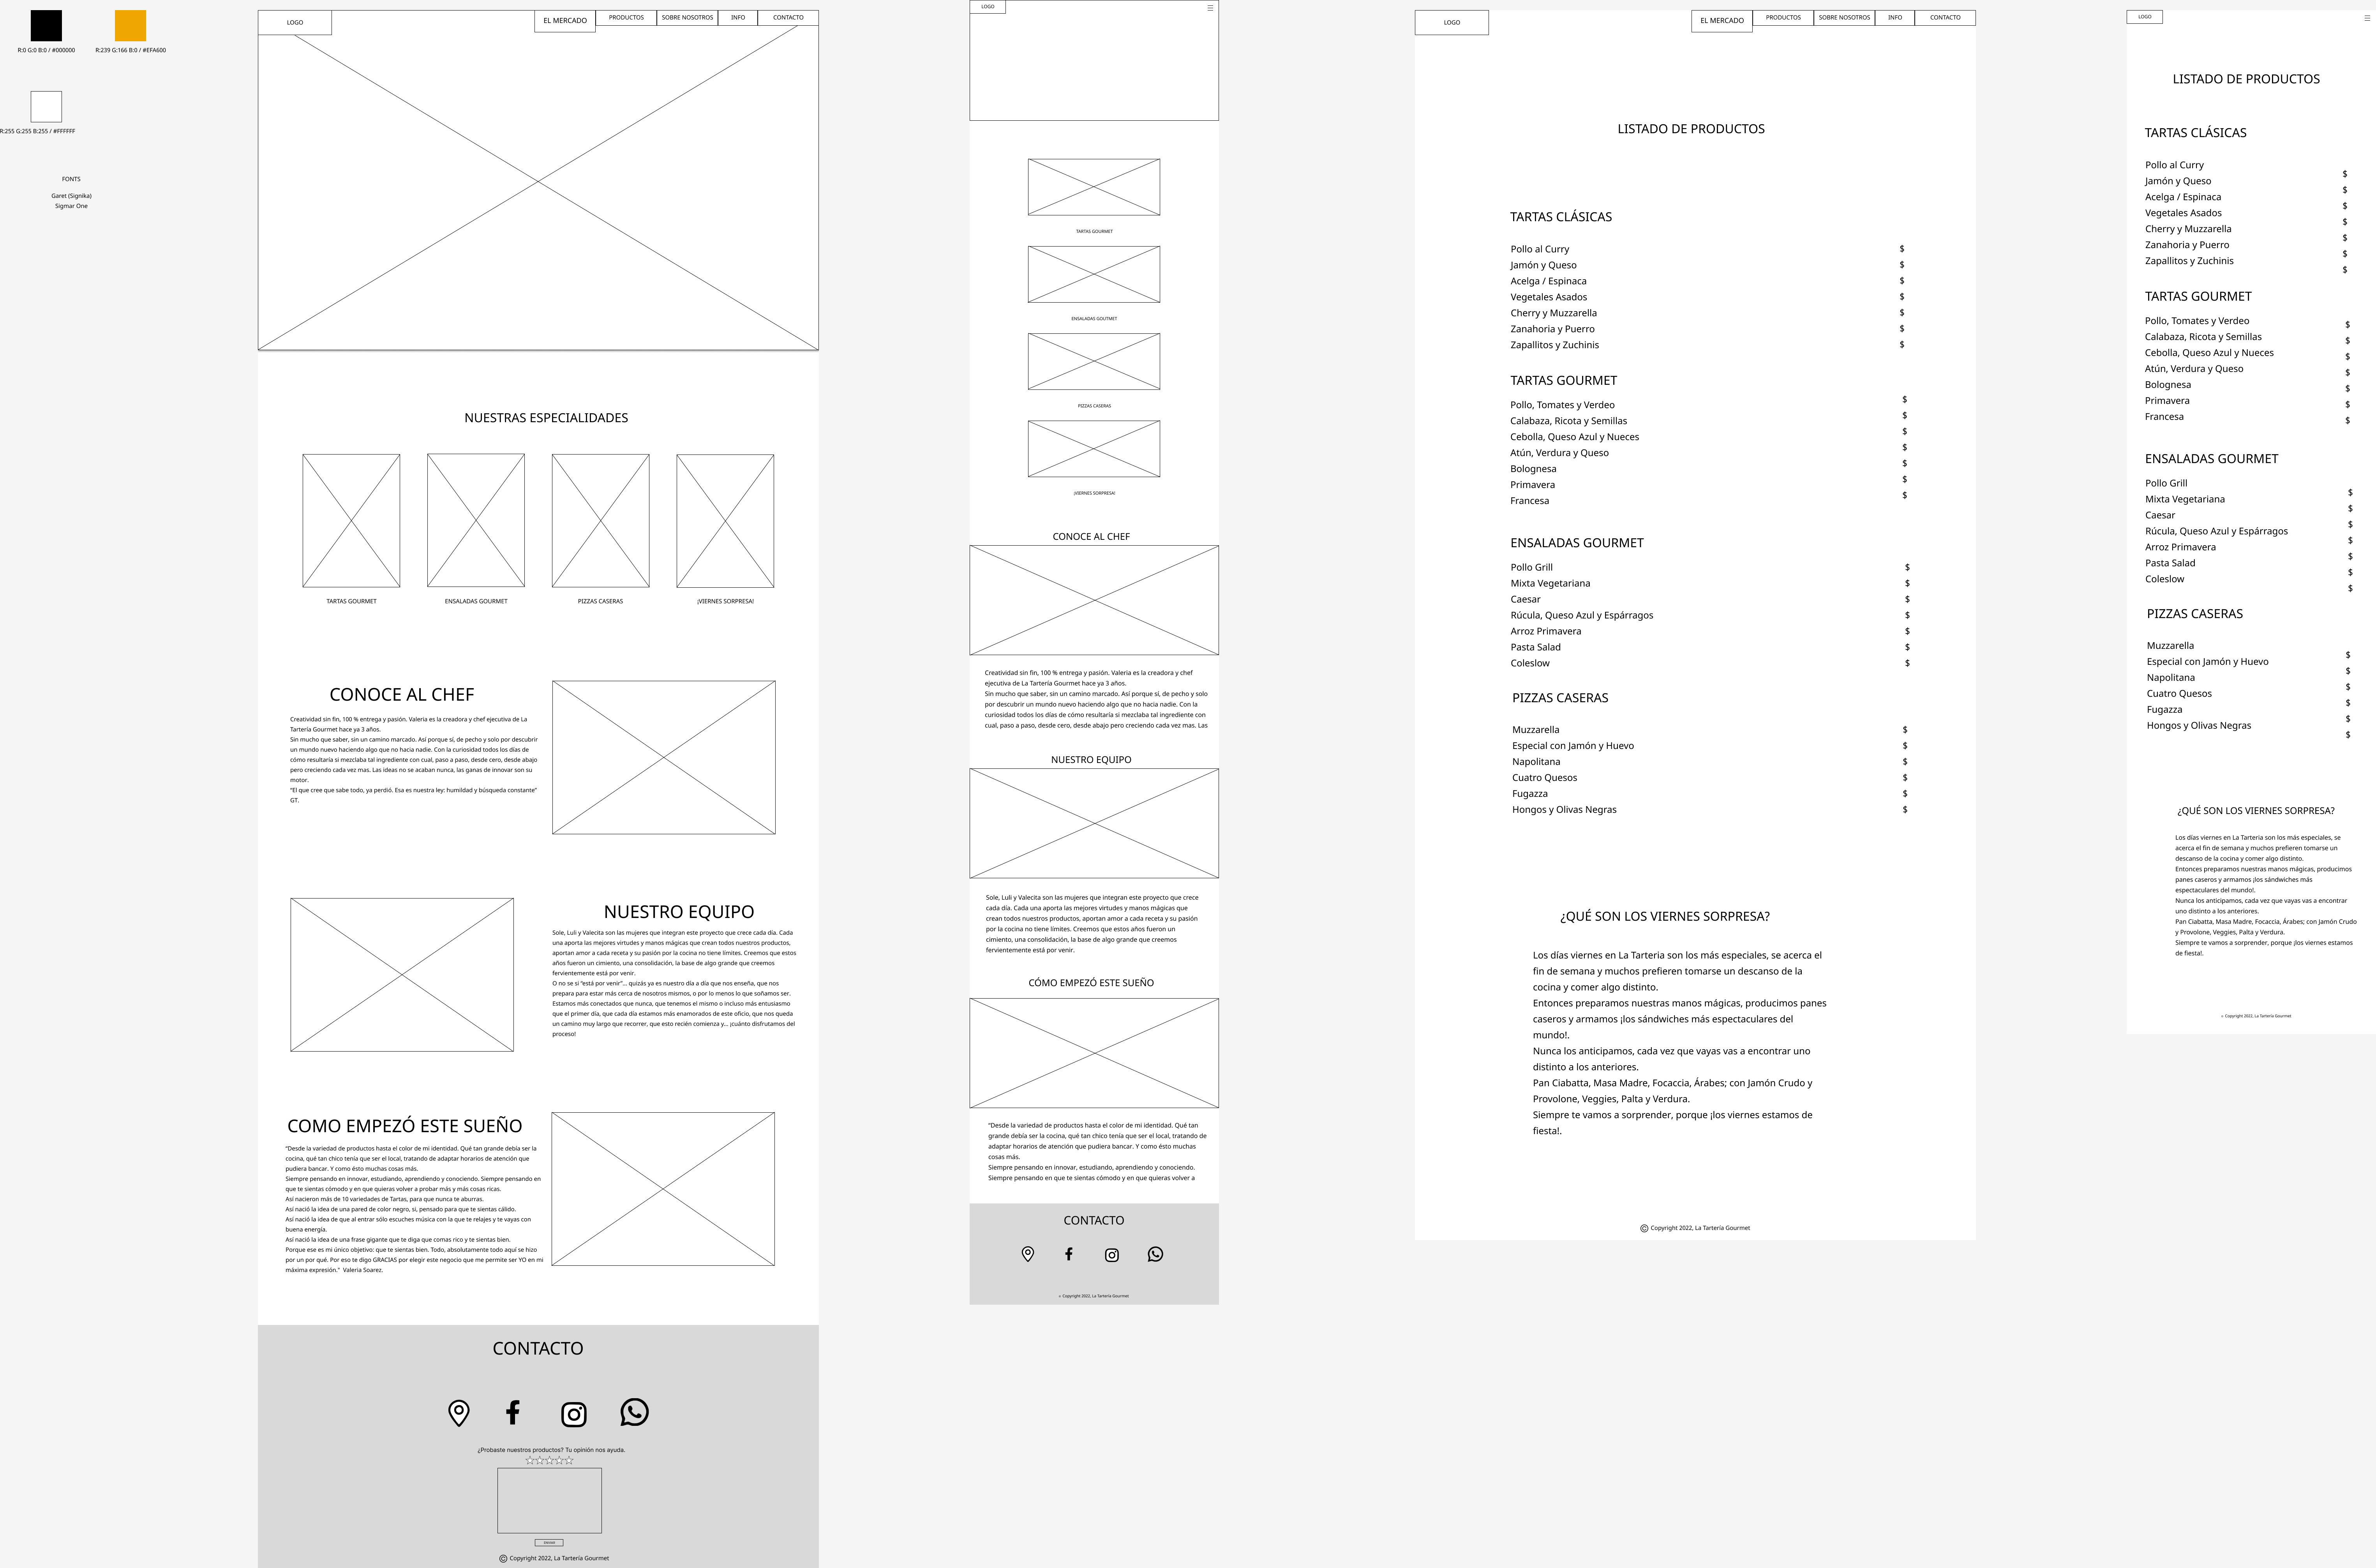 R:0 G:0 B:0 / #000000
R:239 G:166 B:0 / #EFA600
R:255 G:255 B:255 / #FFFFFF
FONTS
Garet (Signika)
Sigmar One
LOGO
EL MERCADO
PRODUCTOS
SOBRE NOSOTROS
INFO
CONTACTO
NUESTRAS ESPECIALIDADES
TARTAS GOURMET
ENSALADAS GOURMET
PIZZAS CASERAS
¡VIERNES SORPRESA!
CONOCE AL CHEF
Creatividad sin fin, 100 % entrega y pasión. Valeria es la creadora y chef ejecutiva de La
Tartería Gourmet hace ya 3 años.
Sin mucho que saber, sin un camino marcado. Así porque sí, de pecho y solo por descubrir
un mundo nuevo haciendo algo que no hacia nadie. Con la curiosidad todos los días de
cómo resultaría si mezclaba tal ingrediente con cual, paso a paso, desde cero, desde abajo
pero creciendo cada vez mas. Las ideas no se acaban nunca, las ganas de innovar son su
motor.
"El que cree que sabe todo, ya perdió. Esa es nuestra ley: humildad y búsqueda constante"
GT.
NUESTRO EQUIPO
Sole, Luli y Valecita son las mujeres que integran este proyecto que crece cada día. Cada
una aporta las mejores virtudes y manos mágicas que crean todos nuestros productos,
aportan amor a cada receta y su pasión por la cocina no tiene límites. Creemos que estos
años fueron un cimiento, una consolidación, la base de algo grande que creemos
fervientemente está por venir.
O no se si "está por venir"... quizás ya es nuestro día a día que nos enseña, que nos
prepara para estar más cerca de nosotros mismos, o por lo menos lo que soñamos ser.
Estamos más conectados que nunca, que tenemos el mismo o incluso más entusiasmo
que el primer día, que cada día estamos más enamorados de este oficio, que nos queda
un camino muy largo que recorrer, que esto recién comienza y... ¡cuánto disfrutamos del
proceso!
COMO EMPEZÓ ESTE SUEÑO
"Desde la variedad de productos hasta el color de mi identidad. Qué tan grande debía ser la
cocina, qué tan chico tenía que ser el local, tratando de adaptar horarios de atención que
pudiera bancar. Y como ésto muchas cosas más.
Siempre pensando en innovar, estudiando, aprendiendo y conociendo. Siempre pensando en
que te sientas cómodo y en que quieras volver a probar más y más cosas ricas.
Así nacieron más de 10 variedades de Tartas, para que nunca te aburras.
Así nació la idea de una pared de color negro, si, pensado para que te sientas cálido.
Así nació la idea de que al entrar sólo escuches música con la que te relajes y te vayas con
buena energía.
Así nació la idea de una frase gigante que te diga que comas rico y te sientas bien.
Porque ese es mi único objetivo: que te sientas bien. Todo, absolutamente todo aquí se hizo
por un por qué. Por eso te digo GRACIAS por elegir este negocio que me permite ser YO en mi
máxima expresión." Valeria Soarez.
CONTACTO
¿Probaste nuestros productos? Tu opinión nos ayuda.
© Copyright 2022, La Tartería Gourmet
LOGO
TARTAS GOURMET
ENSALADAS GOUTMET
PIZZAS CASERAS
¡VIERNES SORPRESA!
CONOCE AL CHEF
Creatividad sin fin, 100 % entrega y pasión. Valeria es la creadora y chef
ejecutiva de La Tartería Gourmet hace ya 3 años.
Sin mucho que saber, sin un camino marcado. Así porque sí, de pecho y solo
por descubrir un mundo nuevo haciendo algo que no hacia nadie. Con la
curiosidad todos los días de cómo resultaría si mezclaba tal ingrediente con
cual, paso a paso, desde cero, desde abajo pero creciendo cada vez mas. Las
NUESTRO EQUIPO
Sole, Luli y Valecita son las mujeres que integran este proyecto que crece
cada día. Cada una aporta las mejores virtudes y manos mágicas que
crean todos nuestros productos, aportan amor a cada receta y su pasión
por la cocina no tiene límites. Creemos que estos años fueron un
cimiento, una consolidación, la base de algo grande que creemos
fervientemente está por venir.
CÓMO EMPEZÓ ESTE SUEÑO
"Desde la variedad de productos hasta el color de mi identidad. Qué tan
grande debía ser la cocina, qué tan chico tenía que ser el local, tratando de
adaptar horarios de atención que pudiera bancar. Y como ésto muchas
cosas más.
Siempre pensando en innovar, estudiando, aprendiendo y conociendo.
Siempre pensando en que te sientas cómodo y en que quieras volver a
CONTACTO
© Copyright 2022, La Tartería Gourmet
LOGO
EL MERCADO
PRODUCTOS
SOBRE NOSOTROS
INFO
CONTACTO
LISTADO DE PRODUCTOS
TARTAS CLÁSICAS
Pollo al Curry $
Jamón y Queso $
Acelga / Espinaca $
Vegetales Asados $
Cherry y Muzzarella $
Zanahoria y Puerro $
Zapallitos y Zuchinis $
TARTAS GOURMET
Pollo, Tomates y Verdeo $
Calabaza, Ricota y Semillas $
Cebolla, Queso Azul y Nueces $
Atún, Verdura y Queso $
Bolognesa $
Primavera $
Francesa $
ENSALADAS GOURMET
Pollo Grill $
Mixta Vegetariana $
Caesar $
Rúcula, Queso Azul y Espárragos $
Arroz Primavera $
Pasta Salad $
Coleslow $
PIZZAS CASERAS
Muzzarella $
Especial con Jamón y Huevo $
Napolitana $
Cuatro Quesos $
Fugazza $
Hongos y Olivas Negras $
¿QUÉ SON LOS VIERNES SORPRESA?
Los días viernes en La Tarteria son los más especiales, se acerca el
fin de semana y muchos prefieren tomarse un descanso de la
cocina y comer algo distinto.
Entonces preparamos nuestras manos mágicas, producimos panes
caseros y armamos ¡los sándwiches más espectaculares del
mundo!.
Nunca los anticipamos, cada vez que vayas vas a encontrar uno
distinto a los anteriores.
Pan Ciabatta, Masa Madre, Focaccia, Árabes; con Jamón Crudo y
Provolone, Veggies, Palta y Verdura.
Siempre te vamos a sorprender, porque ¡los viernes estamos de
fiesta!.
© Copyright 2022, La Tartería Gourmet
LOGO
LISTADO DE PRODUCTOS
TARTAS CLÁSICAS
Pollo al Curry $
Jamón y Queso $
Acelga / Espinaca $
Vegetales Asados $
Cherry y Muzzarella $
Zanahoria y Puerro $
Zapallitos y Zuchinis $
TARTAS GOURMET
Pollo, Tomates y Verdeo $
Calabaza, Ricota y Semillas $
Cebolla, Queso Azul y Nueces $
Atún, Verdura y Queso $
Bolognesa $
Primavera $
Francesa $
ENSALADAS GOURMET
Pollo Grill $
Mixta Vegetariana $
Caesar $
Rúcula, Queso Azul y Espárragos $
Arroz Primavera $
Pasta Salad $
Coleslow $
PIZZAS CASERAS
Muzzarella $
Especial con Jamón y Huevo $
Napolitana $
Cuatro Quesos $
Fugazza $
Hongos y Olivas Negras $
¿QUÉ SON LOS VIERNES SORPRESA?
Los días viernes en La Tarteria son los más especiales, se
acerca el fin de semana y muchos prefieren tomarse un
descanso de la cocina y comer algo distinto.
Entonces preparamos nuestras manos mágicas, producimos
panes caseros y armamos ¡los sándwiches más
espectaculares del mundo!.
Nunca los anticipamos, cada vez que vayas vas a encontrar
uno distinto a los anteriores.
Pan Ciabatta, Masa Madre, Focaccia, Árabes; con Jamón Crudo
y Provolone, Veggies, Palta y Verdura.
Siempre te vamos a sorprender, porque ¡los viernes estamos
de fiesta!.
© Copyright 2022, La Tartería Gourmet